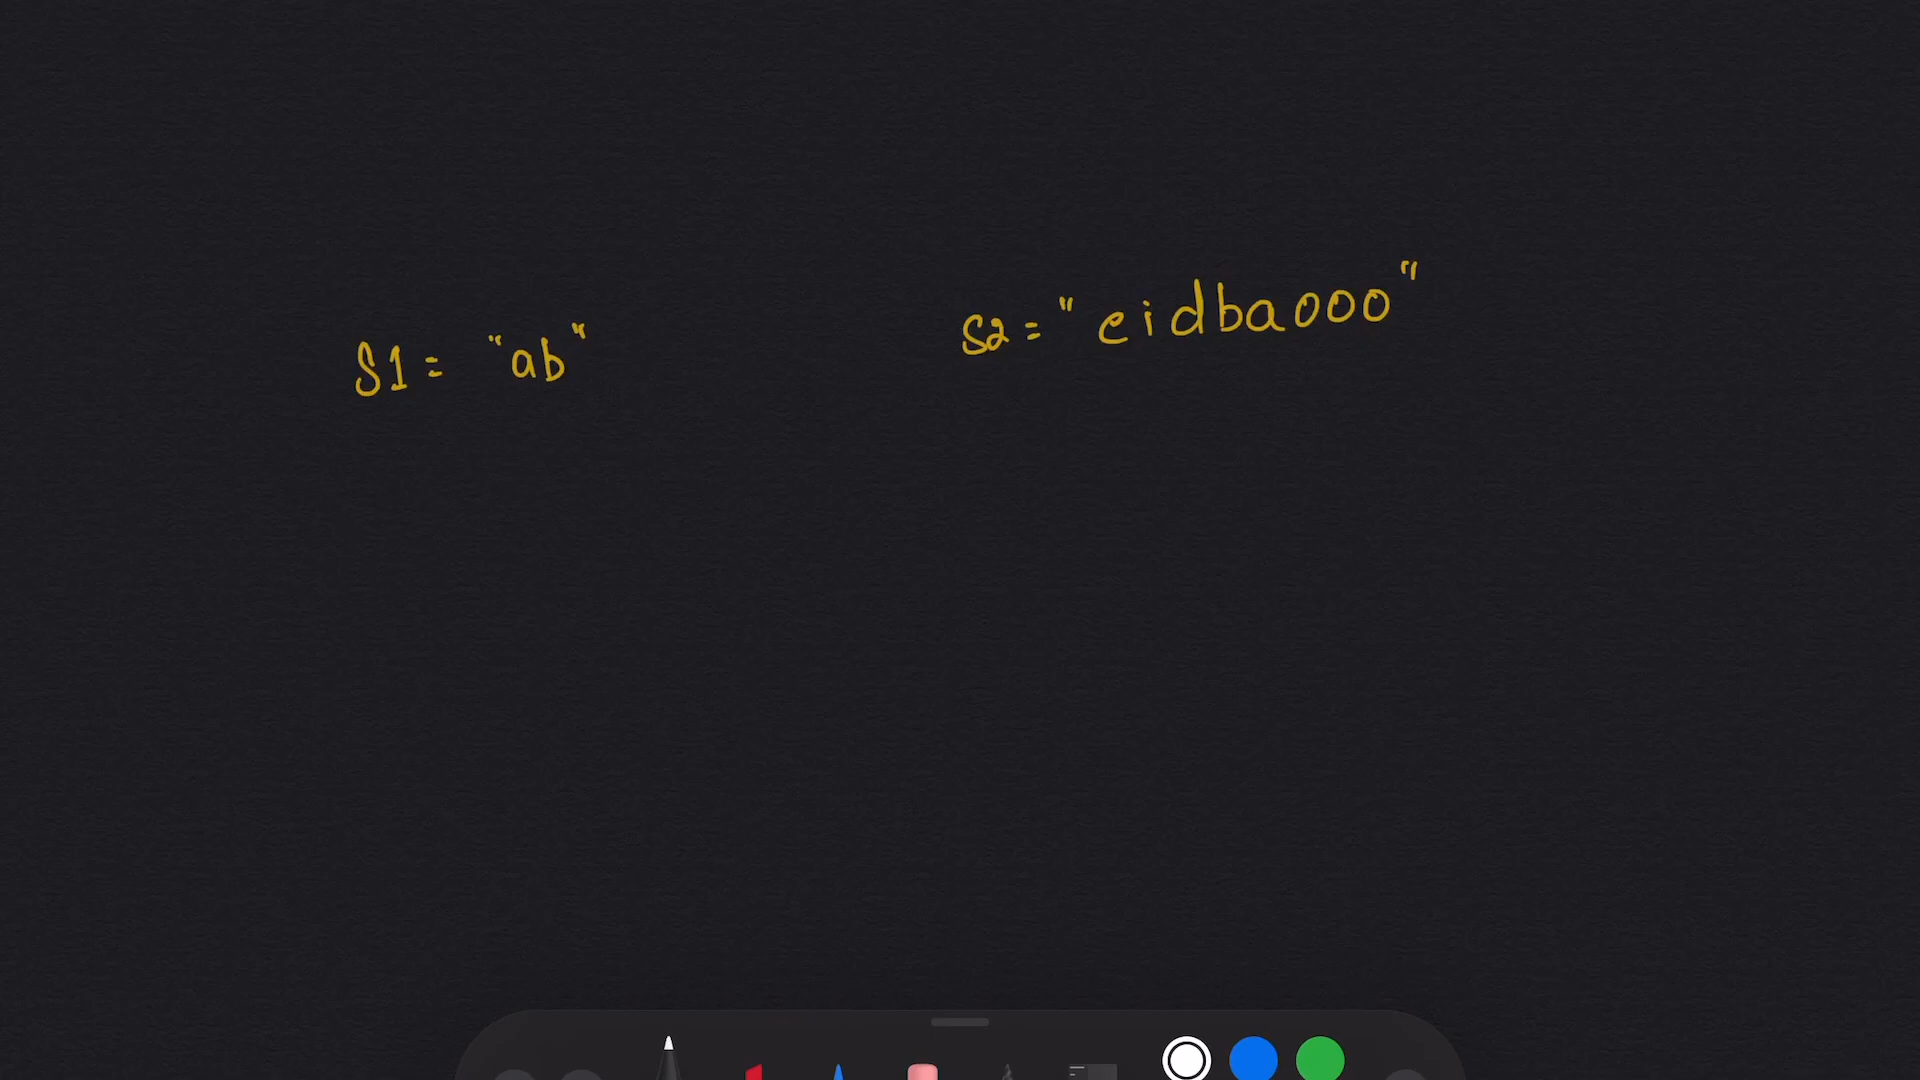 S1 = "ab"
S2 = "eidbaooo"